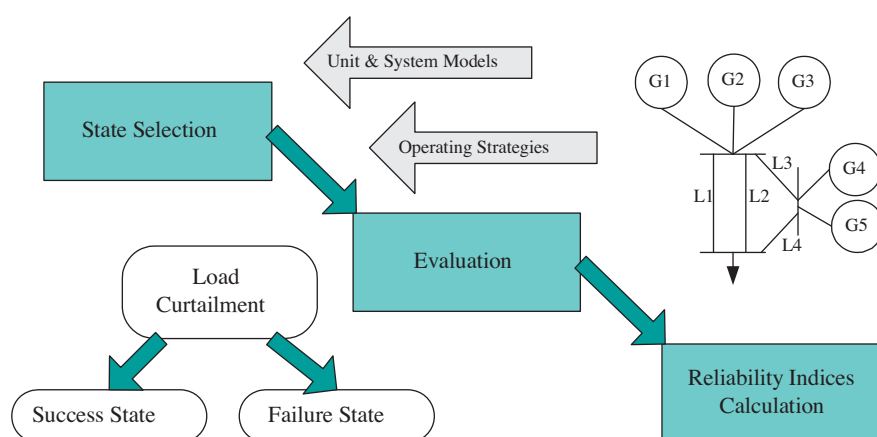 Unit & System Models
State Selection
Operating Strategies
G1
G2
G3
L3
G4
L1
L2
G5
L4
Evaluation
Load
Curtailment
Success State
Failure State
Reliability Indices
Calculation